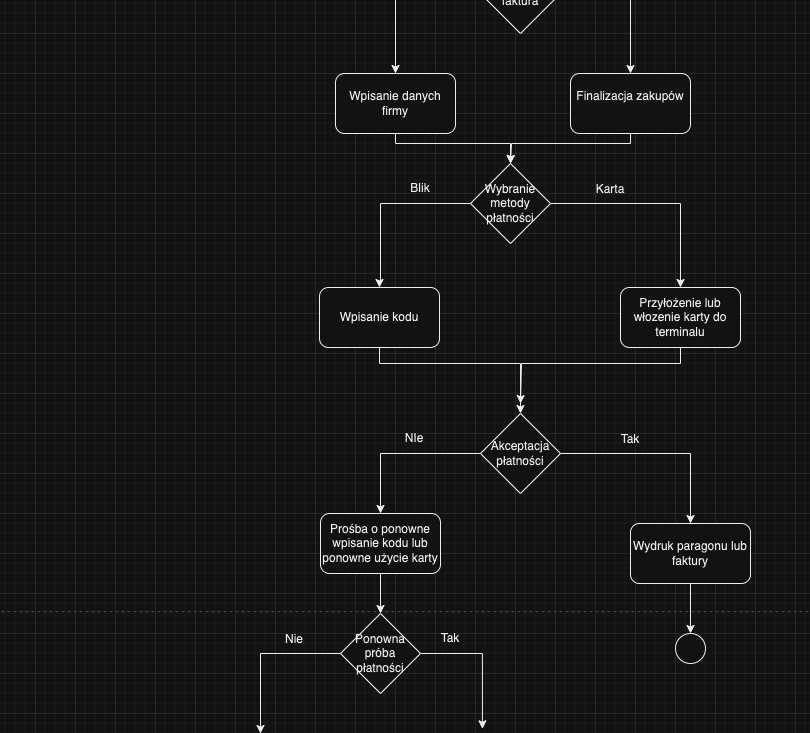 faktura
Wpisanie danych
firmy
Finalizacja zakupów
Blik
Wybranie
metody
płatności
Karta
Wpisanie kodu
Przyłożenie lub
włozenie karty do
terminalu
NIe
Akceptacja
płatności
Tak
Prośba o ponowne
wpisanie kodu lub
ponowne użycie karty
Wydruk paragonu lub
faktury
Nie
Ponowna
próba
płatności
Tak